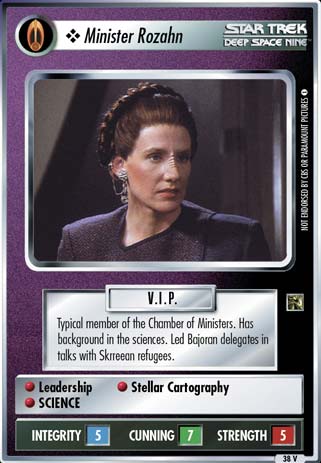 ❖ Minister Rozahn
STAR TREK
DEEP SPACE NINE™
NOT ENDORSED BY CBS OR PARAMOUNT PICTURES
V.I.P.
Typical member of the Chamber of Ministers. Has
background in the sciences. Led Bajoran delegates in
talks with Skrreean refugees.
Leadership
Stellar Cartography
SCIENCE
INTEGRITY 5 CUNNING 7 STRENGTH 5
38 V